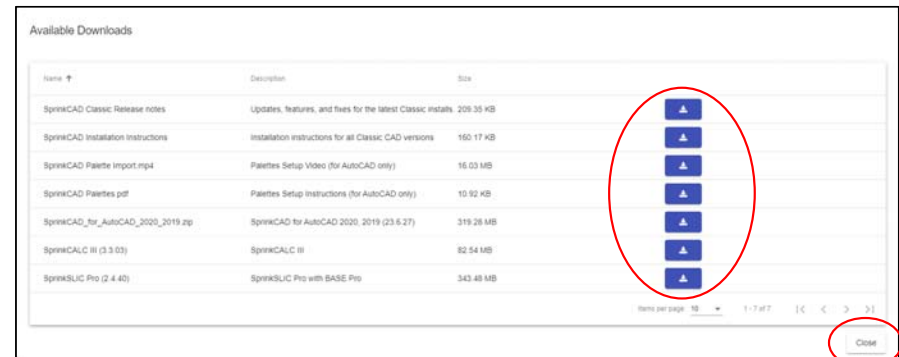 Available Downloads
Name ↑ Description Size
SprinkCAD Classic Release notes Updates, features, and fixes for the latest Classic installs. 209.35 KB
SprinkCAD Installation Instructions Installation instructions for all Classic CAD versions 160.17 KB
SprinkCAD Palette Import.mp4 Palettes Setup Video (for AutoCAD only) 16.03 MB
SprinkCAD Palettes pdf Palettes Setup Instructions (for AutoCAD only) 10.92 KB
SprinkCAD_for_AutoCAD_2020_2019.zip SprinkCAD for AutoCAD 2020, 2019 (23.6.27) 319.28 MB
SprinkCALC III (3.3.03) SprinkCALC III 82.54 MB
SprinkSLIC Pro (2.4.40) SprinkSLIC Pro with BASE Pro 343.48 MB
Items per page 10 1 - 7 of 7
Close